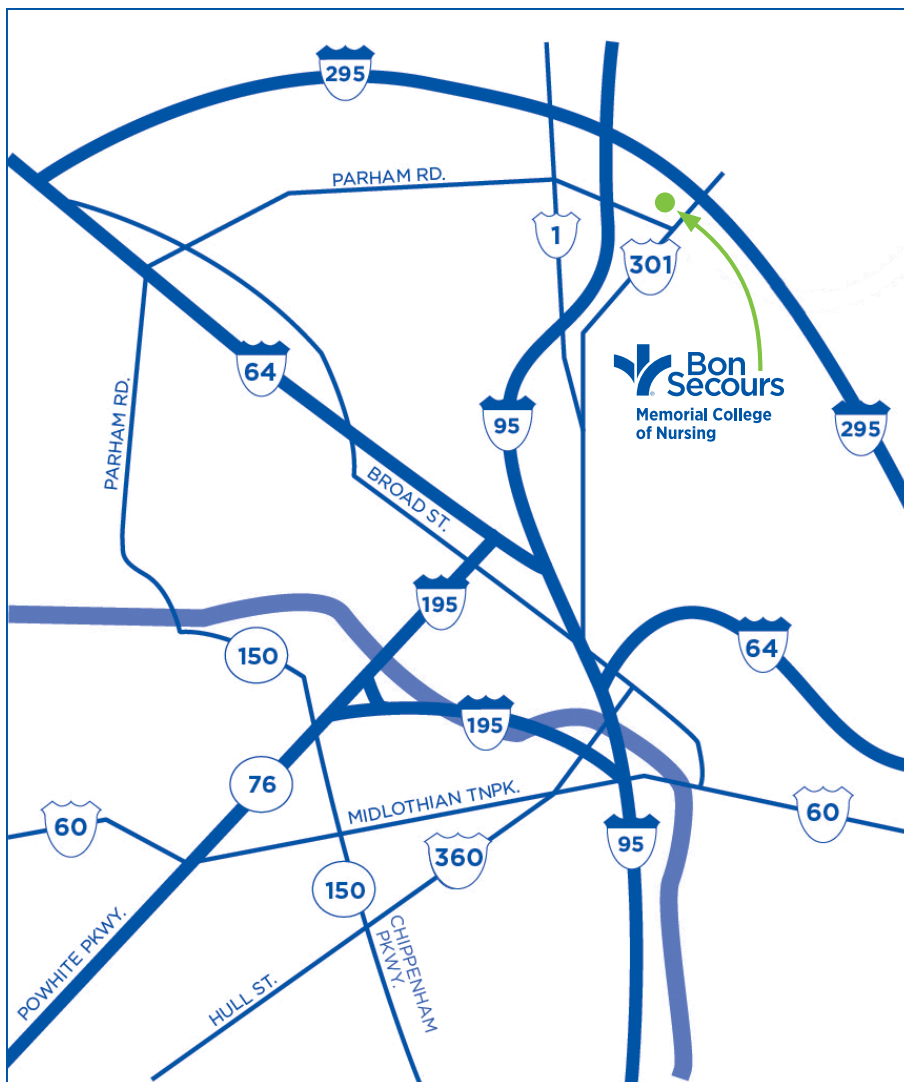 295
PARHAM RD.
1
301
64
Bon
Secours
®
Memorial College
of Nursing
PARHAM RD.
95
295
BROAD ST.
195
150
64
195
76
MIDLOTHIAN TNPK.
60
60
360
95
150
POWHITE PKWY.
HULL ST.
CHIPPENHAM
PKWY.